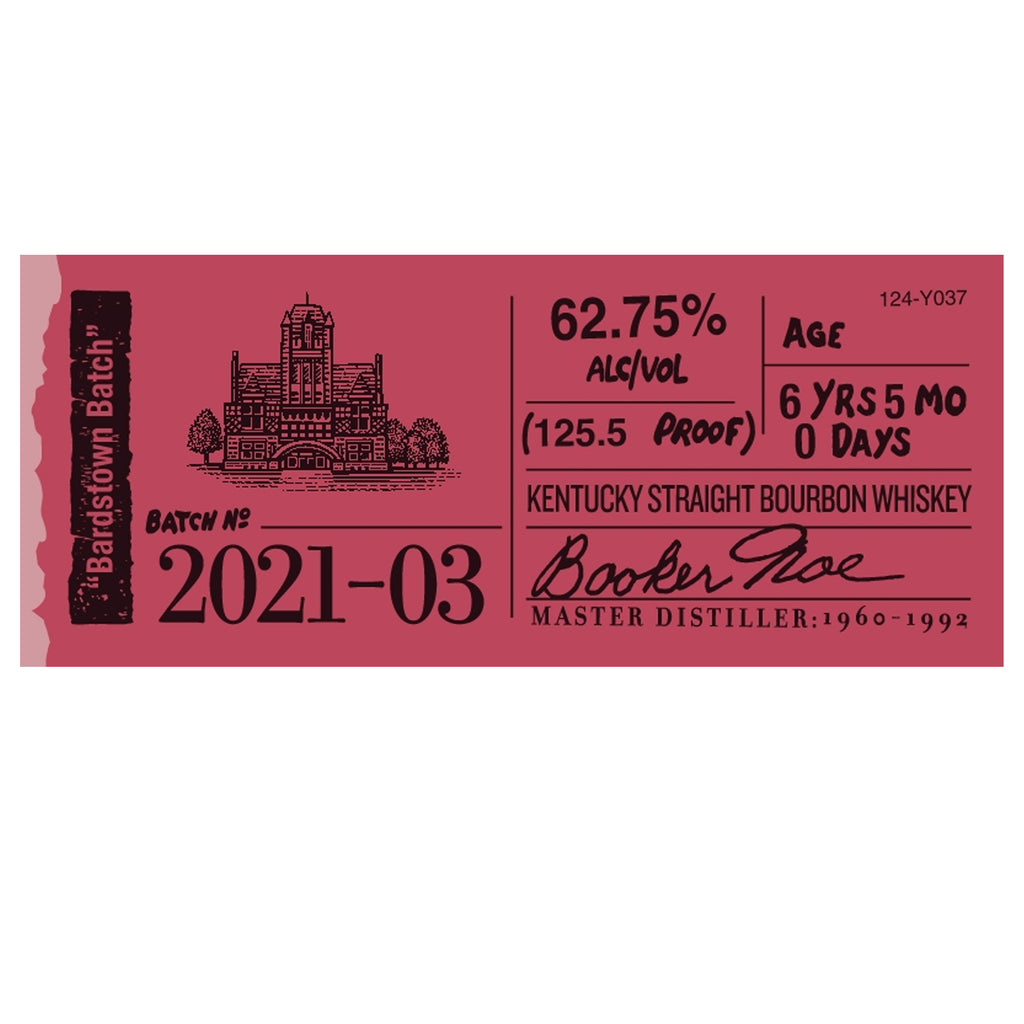 "Bardstown Batch"
BATCH Nº
2021-03
62.75%
ALC/VOL
(125.5 PROOF)
124-Y037
AGE
6 YRS 5 MO
0 DAYS
KENTUCKY STRAIGHT BOURBON WHISKEY
Booker Noe
MASTER DISTILLER: 1960-1992